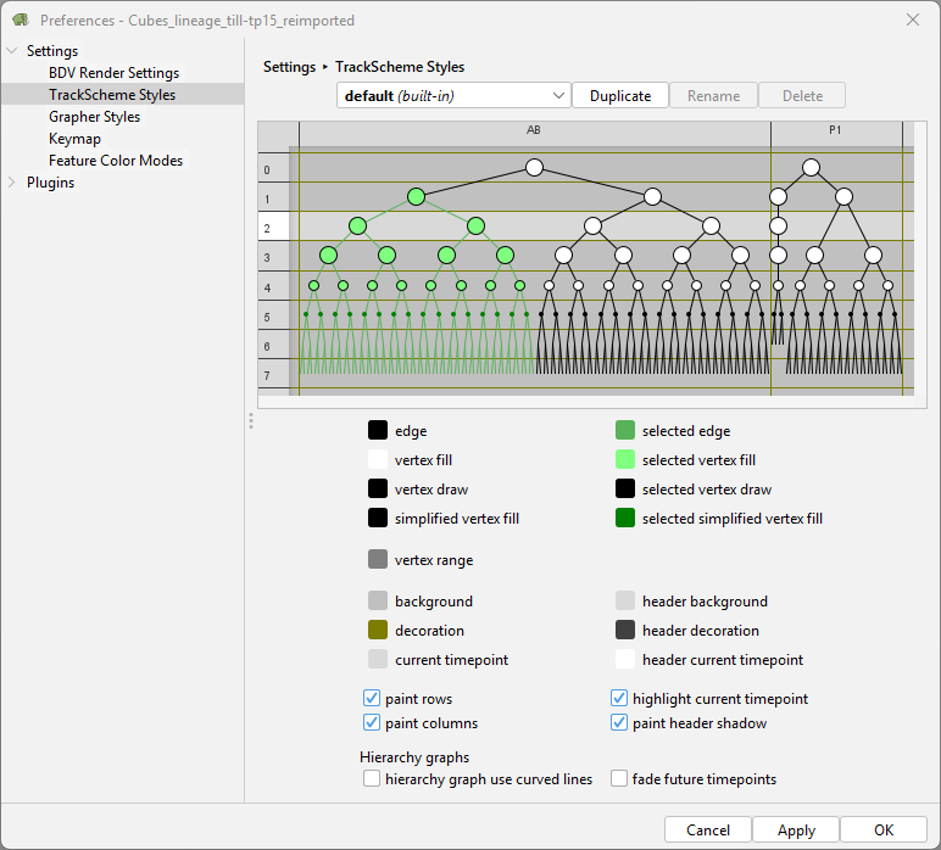 Preferences - Cubes_lineage_till-tp15_reimported
Settings
BDV Render Settings
TrackScheme Styles
Grapher Styles
Keymap
Feature Color Modes
Plugins
Settings ▸ TrackScheme Styles
default (built-in) Duplicate Rename Delete
AB P1
0
1
2
3
4
5
6
7
edge selected edge
vertex fill selected vertex fill
vertex draw selected vertex draw
simplified vertex fill selected simplified vertex fill
vertex range
background header background
decoration header decoration
current timepoint header current timepoint
paint rows highlight current timepoint
paint columns paint header shadow
Hierarchy graphs
hierarchy graph use curved lines fade future timepoints
Cancel Apply OK